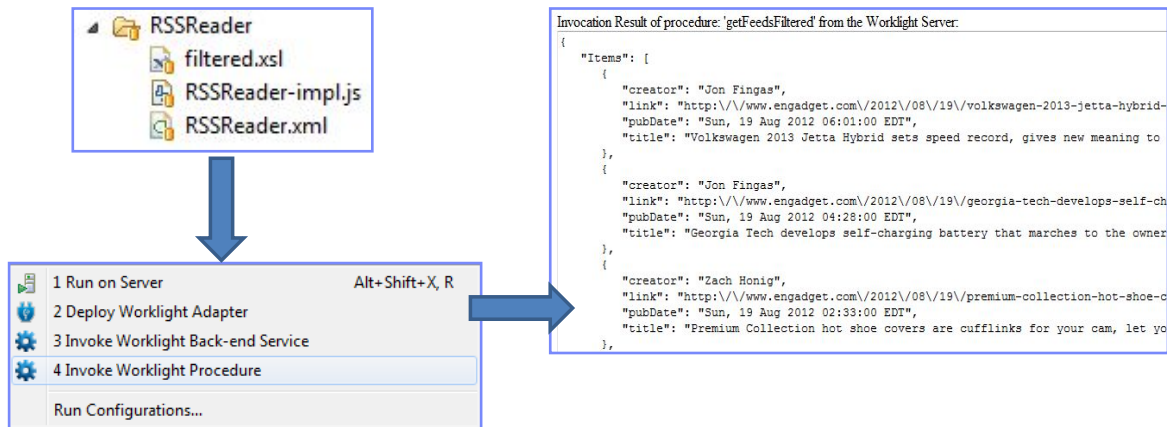 RSSReader
filtered.xsl
RSSReader-impl.js
RSSReader.xml
1 Run on Server Alt+Shift+X, R
2 Deploy Worklight Adapter
3 Invoke Worklight Back-end Service
4 Invoke Worklight Procedure
Run Configurations...
Invocation Result of procedure: 'getFeedsFiltered' from the Worklight Server:
{
"Items": [
{
"creator": "Jon Fingas",
"link": "http:\/\/www.engadget.com\/2012\/08\/19\/volkswagen-2013-jetta-hybrid-
"pubDate": "Sun, 19 Aug 2012 06:01:00 EDT",
"title": "Volkswagen 2013 Jetta Hybrid sets speed record, gives new meaning to
},
{
"creator": "Jon Fingas",
"link": "http:\/\/www.engadget.com\/2012\/08\/19\/georgia-tech-develops-self-ch
"pubDate": "Sun, 19 Aug 2012 04:28:00 EDT",
"title": "Georgia Tech develops self-charging battery that marches to the owner
},
{
"creator": "Zach Honig",
"link": "http:\/\/www.engadget.com\/2012\/08\/19\/premium-collection-hot-shoe-c
"pubDate": "Sun, 19 Aug 2012 02:33:00 EDT",
"title": "Premium Collection hot shoe covers are cufflinks for your cam, let yo
},